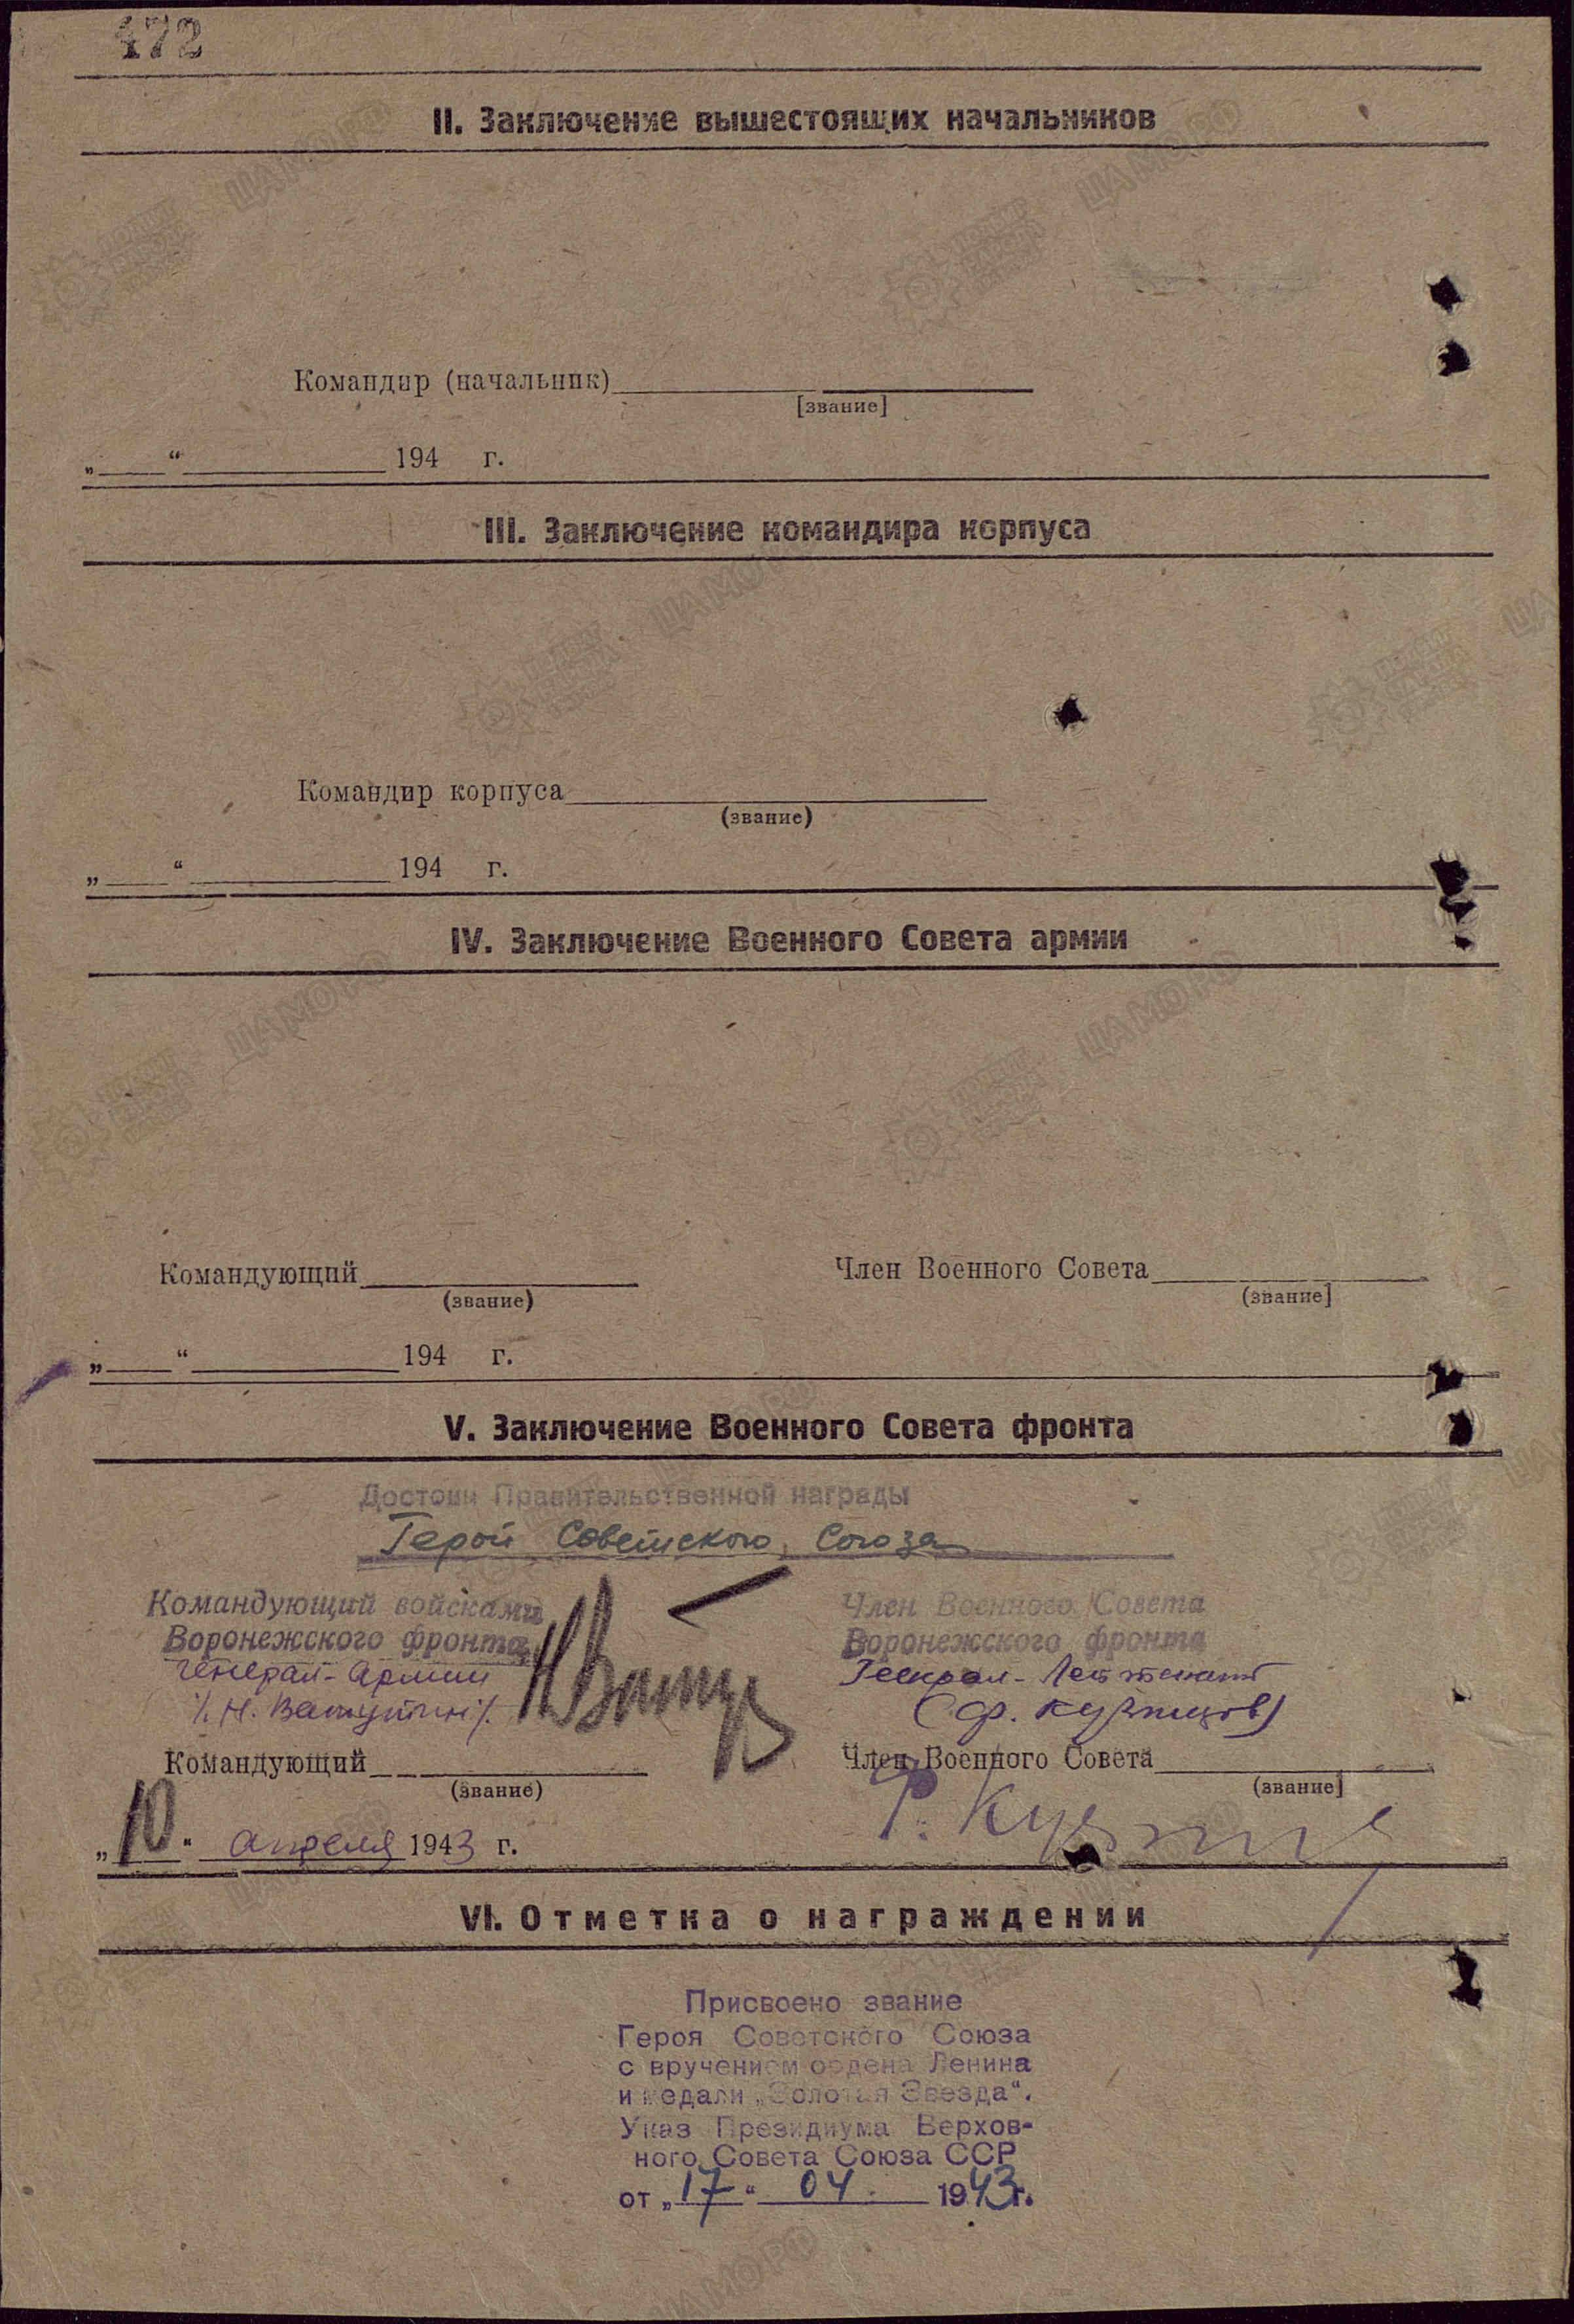 472
II. Заключение вышестоящих начальников
Командир (начальник)
[звание]
„ “ 194 г.
III. Заключение командира корпуса
Командир корпуса
(звание)
„ “ 194 г.
IV. Заключение Военного Совета армии
Командующий Член Военного Совета
(звание) (звание]
„ “ 194 г.
V. Заключение Военного Совета фронта
Достоин Правительственной награды
Герой Советского Союза
Командующий войсками Член Военного Совета
Воронежского фронта Воронежского фронта
генерал-армии Генерал-Лейтенант
/Н. Ватутин/. (Ф. Кузнецов)
Командующий Член Военного Совета
(звание) (звание]
„10“ апреля 1943 г.
VI. Отметка о награждении
Присвоено звание
Героя Советского Союза
с вручением ордена Ленина
и медали „Золотая Звезда“.
Указ Президиума Верхов-
ного Совета Союза ССР
от „17“ 04. 1943г.